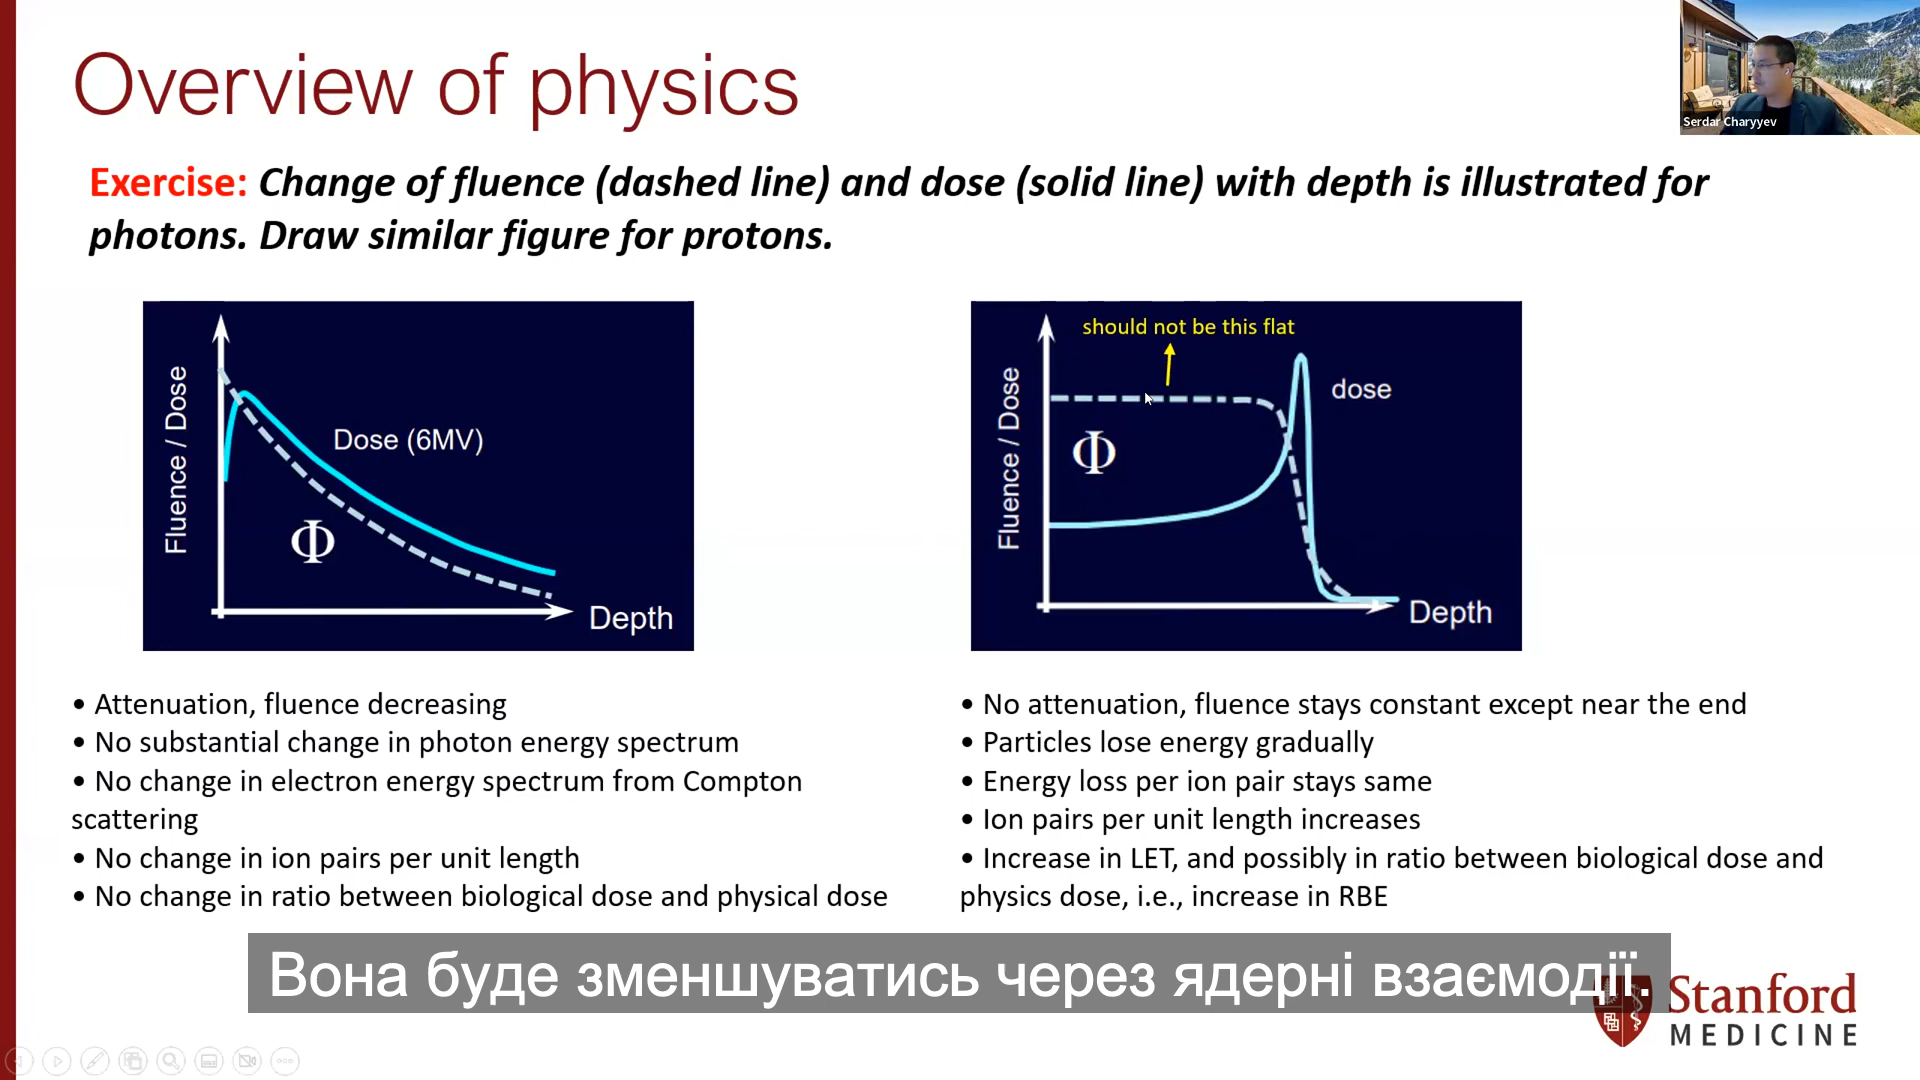 Overview of physics
Serdar Charyyev
Exercise: Change of fluence (dashed line) and dose (solid line) with depth is illustrated for
photons. Draw similar figure for protons.
Fluence / Dose
Dose (6MV)
Φ
Depth
should not be this flat
Fluence / Dose
dose
Φ
Depth
• Attenuation, fluence decreasing
• No substantial change in photon energy spectrum
• No change in electron energy spectrum from Compton
scattering
• No change in ion pairs per unit length
• No change in ratio between biological dose and physical dose
• No attenuation, fluence stays constant except near the end
• Particles lose energy gradually
• Energy loss per ion pair stays same
• Ion pairs per unit length increases
• Increase in LET, and possibly in ratio between biological dose and
physics dose, i.e., increase in RBE
Вона буде зменшуватись через ядерні взаємодії.
Stanford
MEDICINE